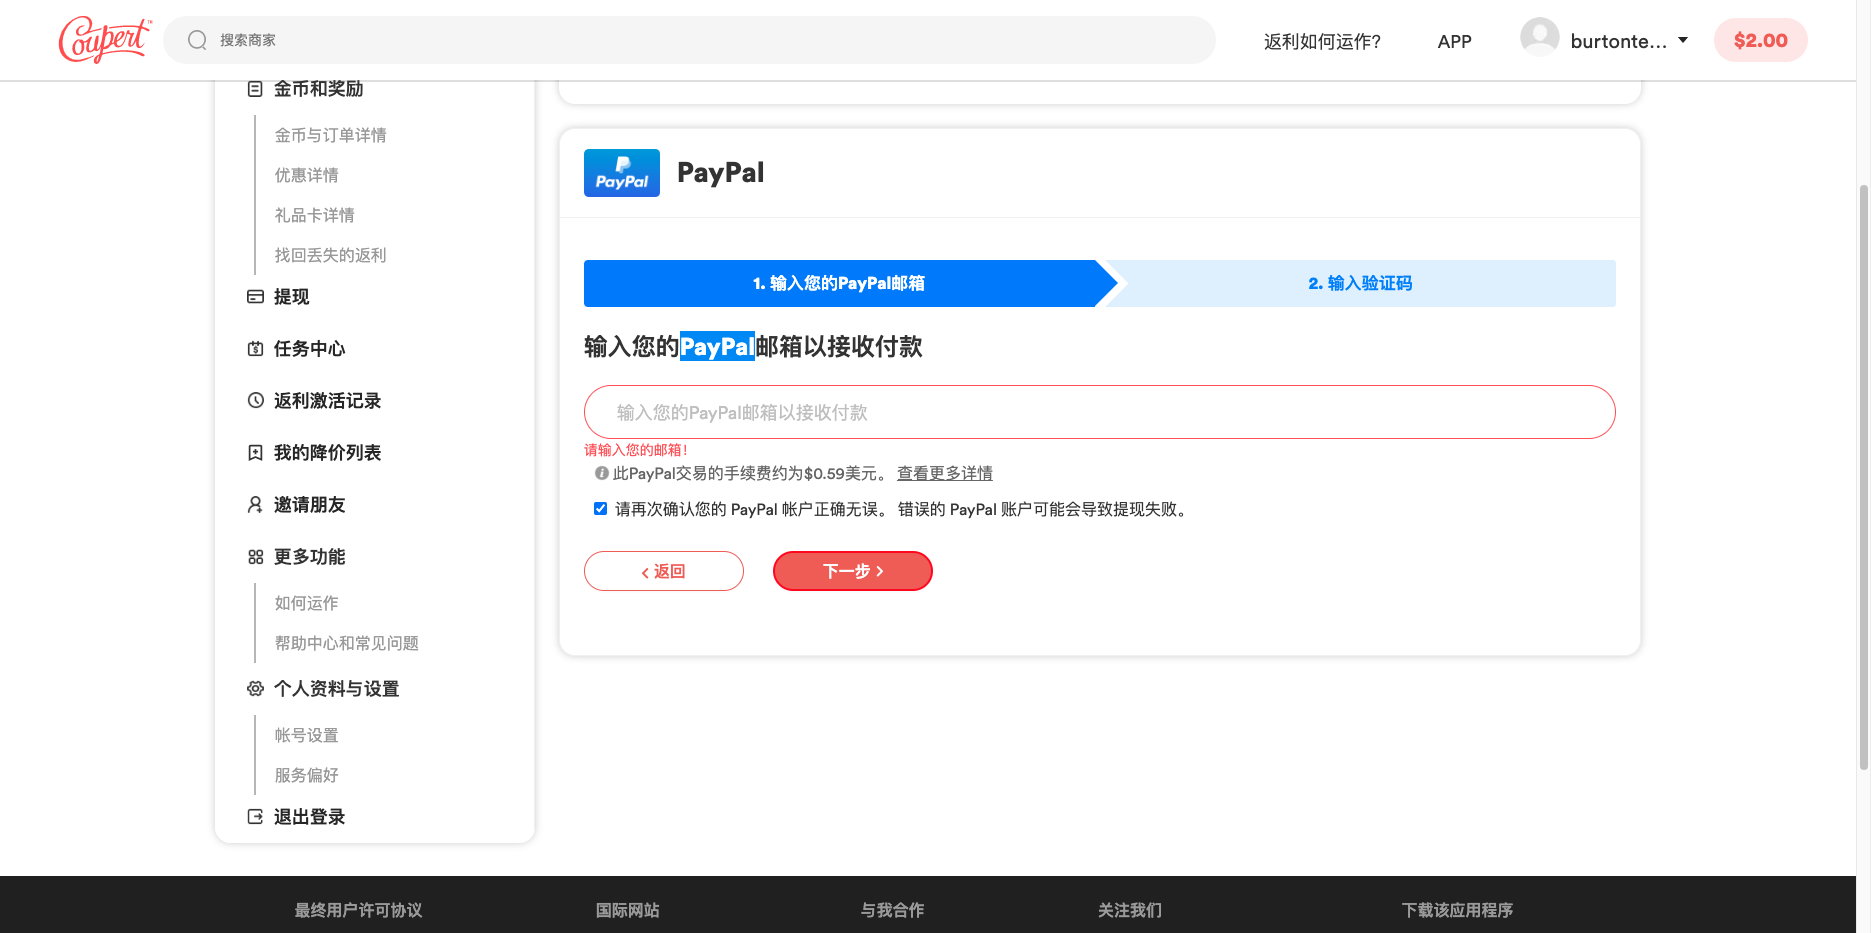 Coupert™
搜索商家
返利如何运作?
APP
burtonte...
$2.00
金币和奖励
金币与订单详情
优惠详情
礼品卡详情
找回丢失的返利
提现
任务中心
返利激活记录
我的降价列表
邀请朋友
更多功能
如何运作
帮助中心和常见问题
个人资料与设置
帐号设置
服务偏好
退出登录
PayPal
PayPal
1. 输入您的PayPal邮箱
2. 输入验证码
输入您的PayPal邮箱以接收付款
输入您的PayPal邮箱以接收付款
请输入您的邮箱!
此PayPal交易的手续费约为$0.59美元。 查看更多详情
请再次确认您的 PayPal 帐户正确无误。 错误的 PayPal 账户可能会导致提现失败。
返回
下一步
最终用户许可协议
国际网站
与我合作
关注我们
下载该应用程序